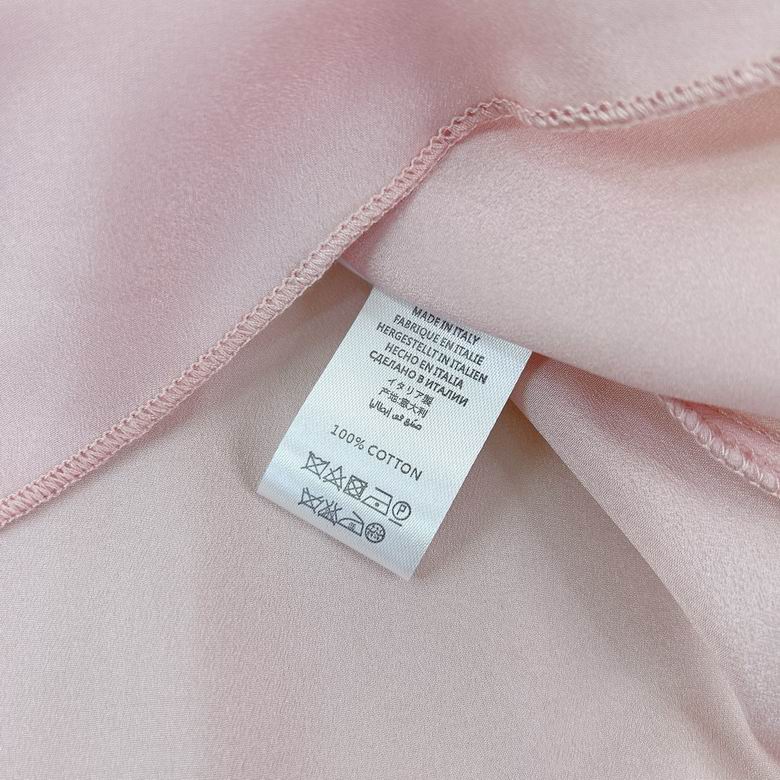 MADE IN ITALY
FABRIQUE EN ITALIE
HERGESTELLT IN ITALIEN
HECHO EN ITALIA
СДЕЛАНО В ИТАЛИИ
イタリア製
产地:意大利
صنع في إيطاليا
100% COTTON
P